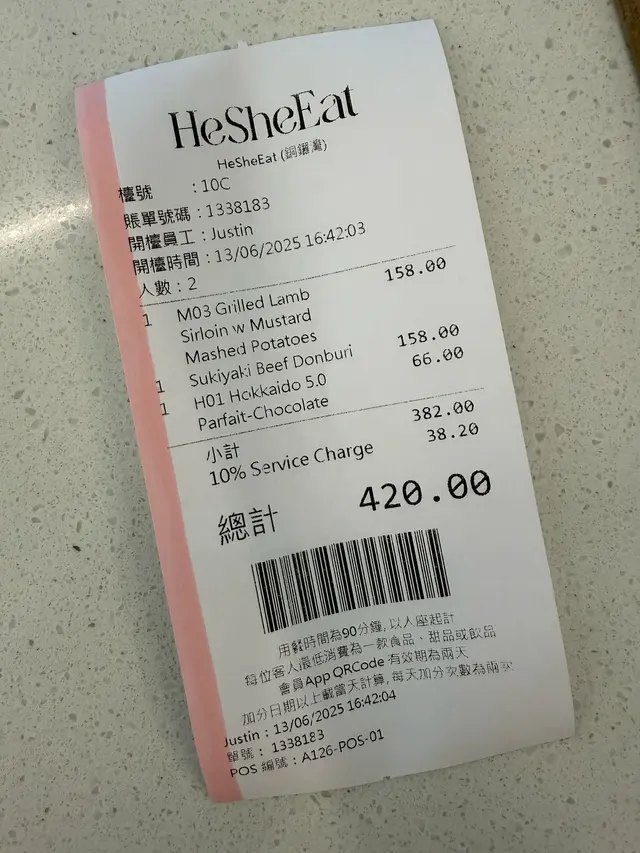 HeSheEat
HeSheEat (銅鑼灣)
檯號 : 10C
賬單號碼 : 1338183
開檯員工 : Justin
開檯時間 : 13/06/2025 16:42:03
人數 : 2
1 M03 Grilled Lamb 158.00
Sirloin w Mustard
Mashed Potatoes
1 Sukiyaki Beef Donburi 158.00
1 H01 Hokkaido 5.0 66.00
Parfait-Chocolate
小計 382.00
10% Service Charge 38.20
總計 420.00
用餐時間為90分鐘, 以人座起計
每位客人最低消費為一款食品、甜品或飲品
會員App QRCode 有效期為兩天
加分日期以上載當天計算, 每天加分次數為兩次
Justin : 13/06/2025 16:42:04
單號 : 1338183
POS 編號 : A126-POS-01